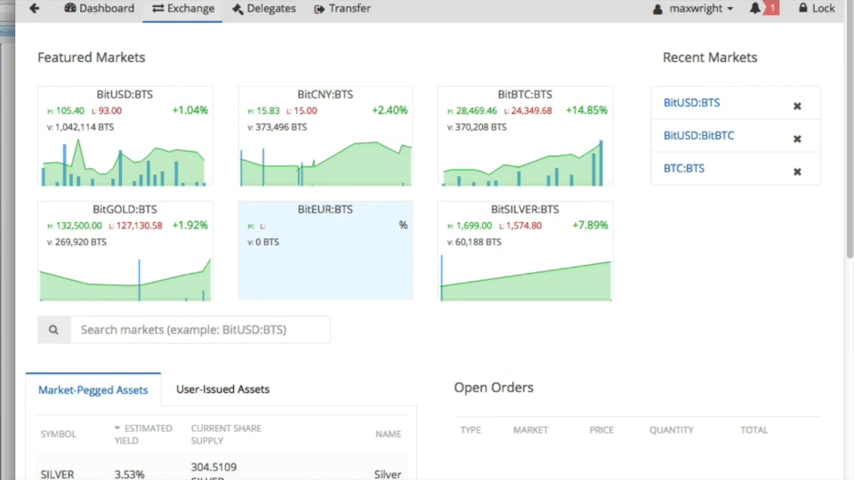 Dashboard Exchange Delegates Transfer maxwright 1 Lock
Featured Markets
Recent Markets
BitUSD:BTS
H: 105.40 L: 93.00 +1.04%
V: 1,042,114 BTS
BitCNY:BTS
H: 15.83 L: 15.00 +2.40%
V: 373,496 BTS
BitBTC:BTS
H: 28,469.46 L: 24,349.68 +14.85%
V: 370,208 BTS
BitUSD:BTS
BitUSD:BitBTC
BTC:BTS
BitGOLD:BTS
H: 132,500.00 L: 127,130.58 +1.92%
V: 269,920 BTS
BitEUR:BTS
H: L: %
V: 0 BTS
BitSILVER:BTS
H: 1,699.00 L: 1,574.80 +7.89%
V: 60,188 BTS
Search markets (example: BitUSD:BTS)
Market-Pegged Assets User-Issued Assets
SYMBOL ESTIMATED YIELD CURRENT SHARE SUPPLY NAME
SILVER 3.53% 304.5109 Silver
Open Orders
TYPE MARKET PRICE QUANTITY TOTAL